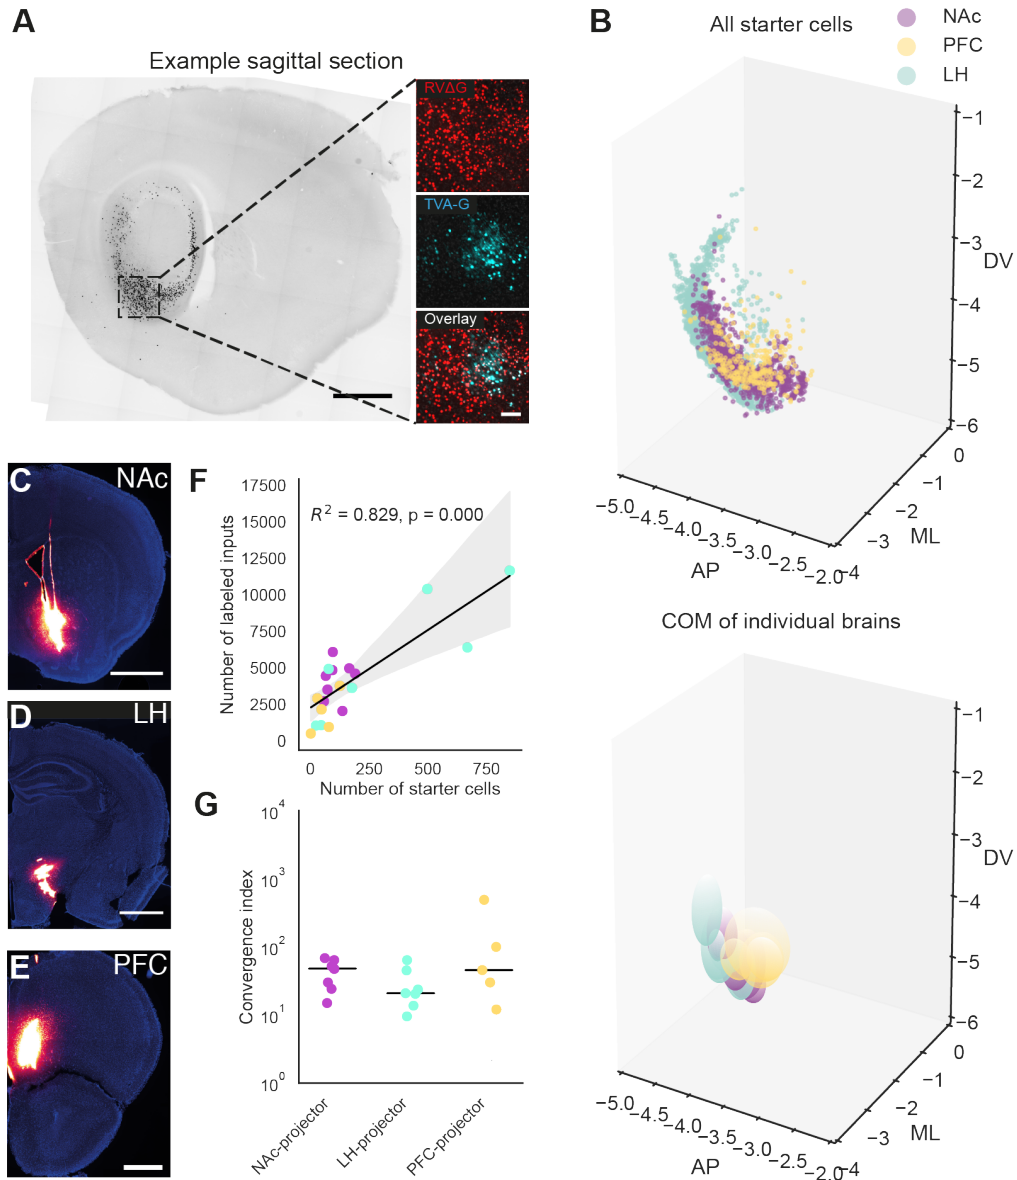 A
Example sagittal section
RVΔG
TVA-G
Overlay
B
All starter cells
NAc
PFC
LH
−1
−2
−3
DV
−4
−5
−6
0
−1
−2
ML
−3
−4
−5.0
−4.5
−4.0
−3.5
−3.0
−2.5
−2.0
AP
COM of individual brains
−1
−2
−3
DV
−4
−5
−6
0
−1
−2
ML
−3
−4
−5.0
−4.5
−4.0
−3.5
−3.0
−2.5
−2.0
AP
C
NAc
D
LH
E
PFC
F
17500
15000
12500
10000
7500
5000
2500
0
Number of labeled inputs
R² = 0.829, p = 0.000
0 250 500 750
Number of starter cells
G
10⁴
10³
10²
10¹
10⁰
Convergence index
NAc-projector
LH-projector
PFC-projector